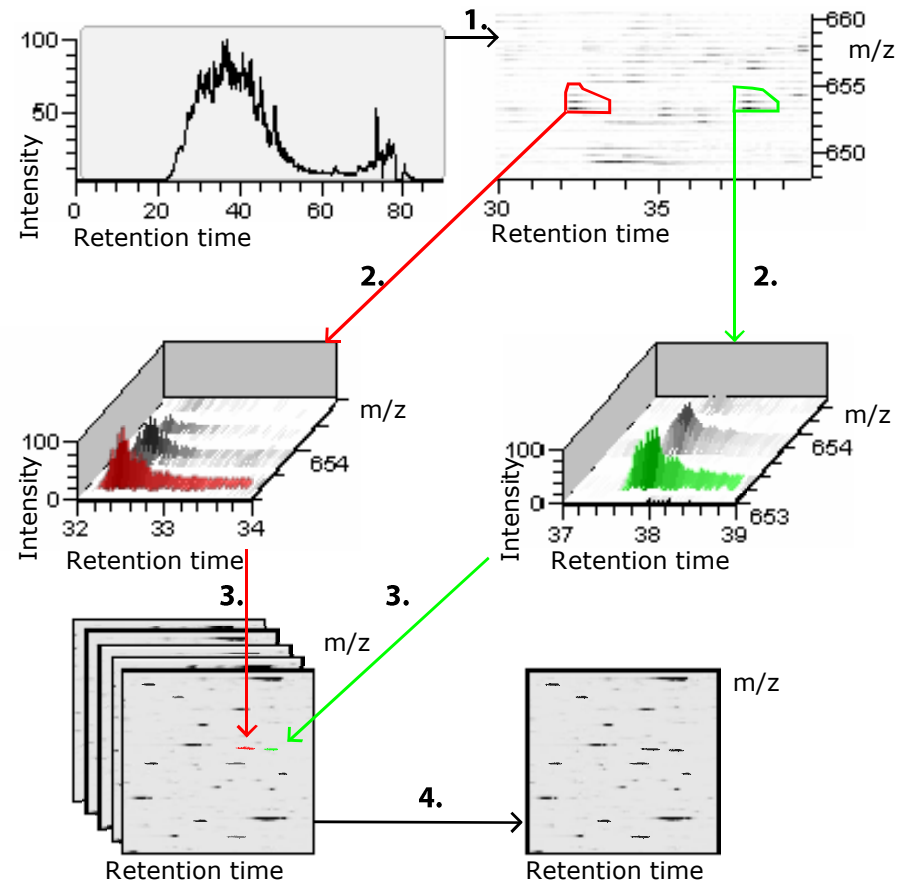 1.
100
50
Intensity
0 20 40 60 80
Retention time
660
m/z
655
650
30 35
Retention time
2.
2.
m/z
654
100
0
Intensity
32 33 34
Retention time
m/z
654
653
100
0
Intensity
37 38 39
Retention time
3.
3.
m/z
Retention time
4.
m/z
Retention time